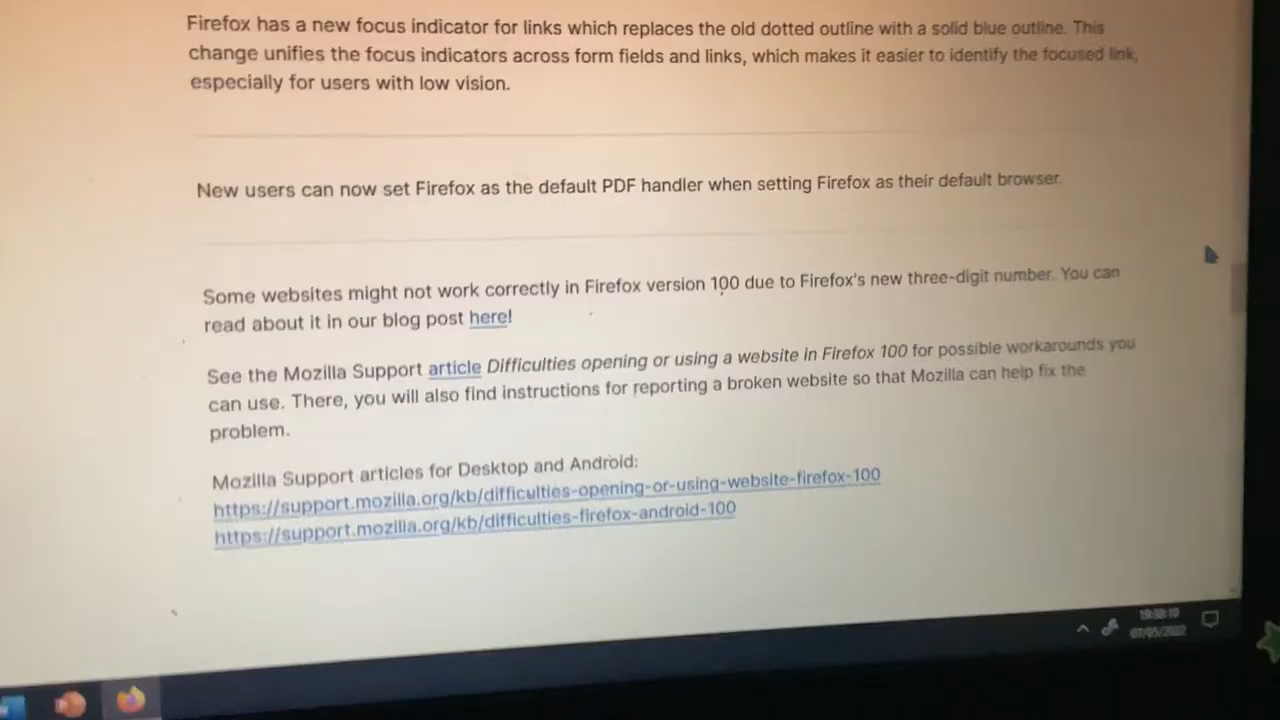 Firefox has a new focus indicator for links which replaces the old dotted outline with a solid blue outline. This
change unifies the focus indicators across form fields and links, which makes it easier to identify the focused link,
especially for users with low vision.
New users can now set Firefox as the default PDF handler when setting Firefox as their default browser.
Some websites might not work correctly in Firefox version 100 due to Firefox's new three-digit number. You can
read about it in our blog post here!
See the Mozilla Support article Difficulties opening or using a website in Firefox 100 for possible workarounds you
can use. There, you will also find instructions for reporting a broken website so that Mozilla can help fix the
problem.
Mozilla Support articles for Desktop and Android:
https://support.mozilla.org/kb/difficulties-opening-or-using-website-firefox-100
https://support.mozilla.org/kb/difficulties-firefox-android-100
07/05/2022